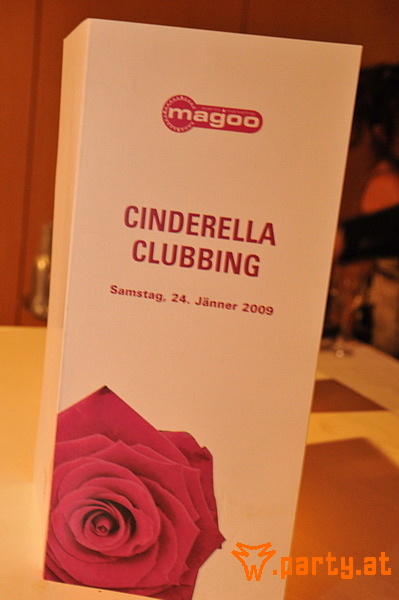 magoo
CINDERELLA
CLUBBING
Samstag, 24. Jänner 2009
w.party.at